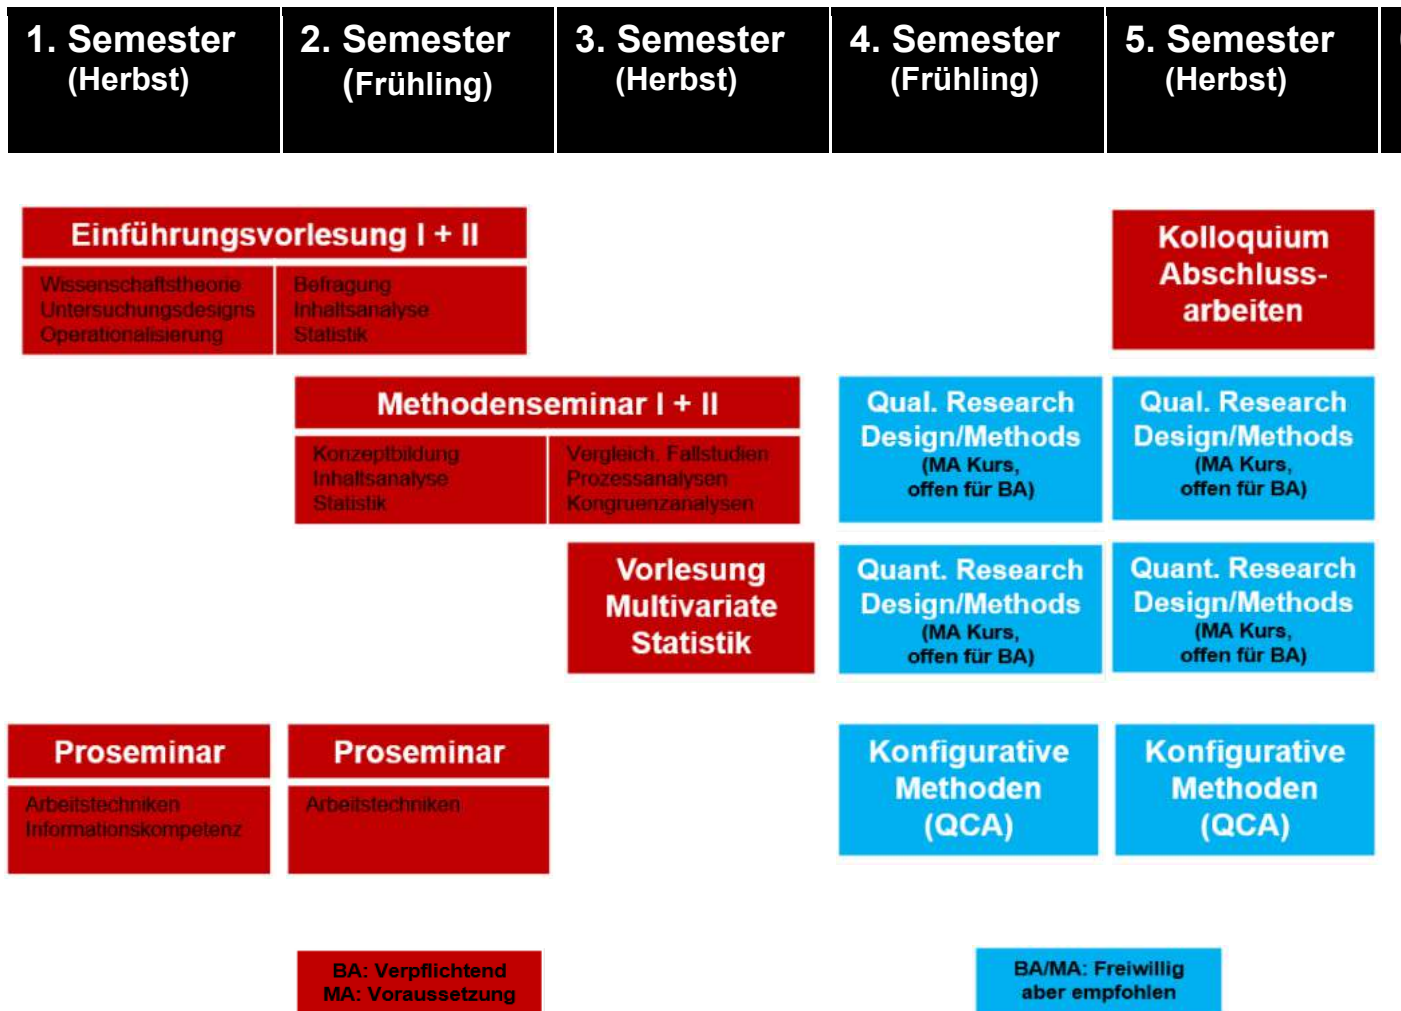 1. Semester
(Herbst)
2. Semester
(Frühling)
3. Semester
(Herbst)
4. Semester
(Frühling)
5. Semester
(Herbst)
Einführungsvorlesung I + II
Wissenschaftstheorie
Untersuchungsdesigns
Operationalisierung
Befragung
Inhaltsanalyse
Statistik
Kolloquium
Abschluss-
arbeiten
Methodenseminar I + II
Konzeptbildung
Inhaltsanalyse
Statistik
Vergleich. Fallstudien
Prozessanalysen
Kongruenzanalysen
Qual. Research
Design/Methods
(MA Kurs,
offen für BA)
Qual. Research
Design/Methods
(MA Kurs,
offen für BA)
Vorlesung
Multivariate
Statistik
Quant. Research
Design/Methods
(MA Kurs,
offen für BA)
Quant. Research
Design/Methods
(MA Kurs,
offen für BA)
Proseminar
Arbeitstechniken
Informationskompetenz
Proseminar
Arbeitstechniken
Konfigurative
Methoden
(QCA)
Konfigurative
Methoden
(QCA)
BA: Verpflichtend
MA: Voraussetzung
BA/MA: Freiwillig
aber empfohlen